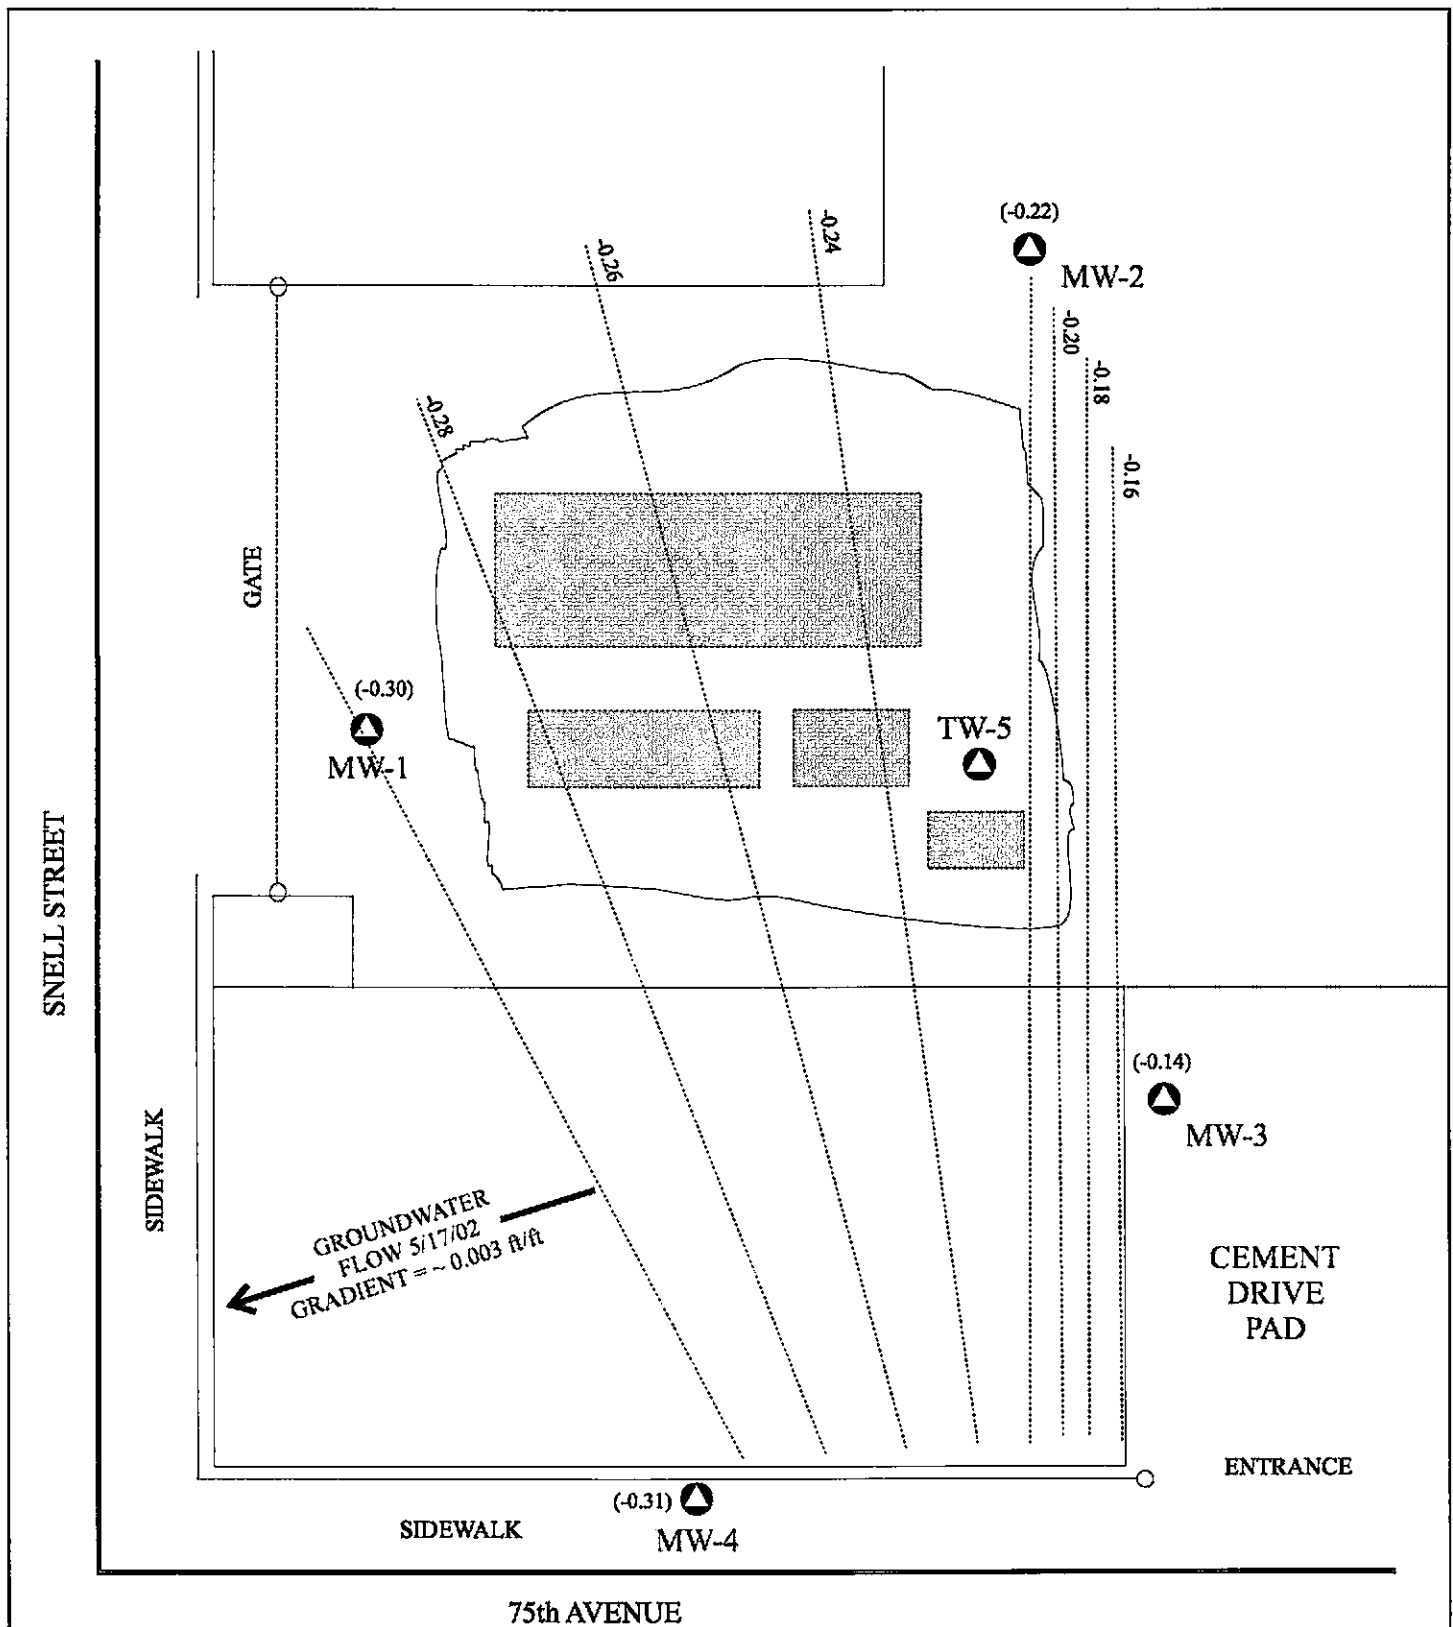 (-0.22)
MW-2
-0.24
-0.26
-0.20
-0.18
-0.28
-0.16
GATE
(-0.30)
MW-1
TW-5
SNELL STREET
(-0.14)
MW-3
SIDEWALK
GROUNDWATER
FLOW 5/17/02
GRADIENT = ~ 0.003 ft/ft
CEMENT
DRIVE
PAD
ENTRANCE
(-0.31)
SIDEWALK
MW-4
75th AVENUE